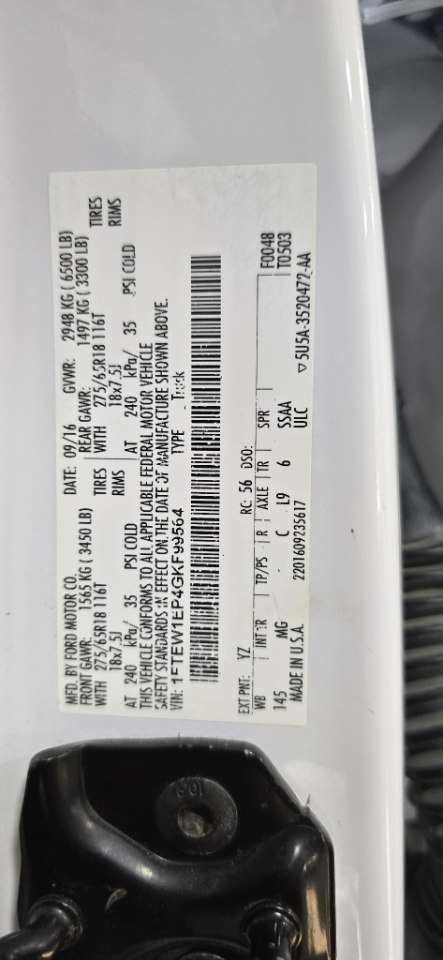 MFD. BY FORD MOTOR CO.
DATE: 09/16
GVWR: 2948 KG ( 6500 LB)
FRONT GAWR: 1565 KG ( 3450 LB)
REAR GAWR: 1497 KG ( 3300 LB)
WITH 275/65R18 116T TIRES
WITH 275/65R18 116T TIRES
18x7.5J RIMS
18x7.5J RIMS
AT 240 kPa/ 35 PSI COLD
AT 240 kPa/ 35 PSI COLD
THIS VEHICLE CONFORMS TO ALL APPLICABLE FEDERAL MOTOR VEHICLE
SAFETY STANDARDS IN EFFECT ON THE DATE OF MANUFACTURE SHOWN ABOVE.
VIN: 1FTEW1EP4GKF99564
TYPE Truck
EXT PNT: YZ RC: 56 DSO: F0048
WB INT TR TP/PS R AXLE TR SPR T0503
145 MG C L9 6 SSAA
MADE IN U.S.A. 2201609235617 ULC
▽ 5U5A-3520472-AA